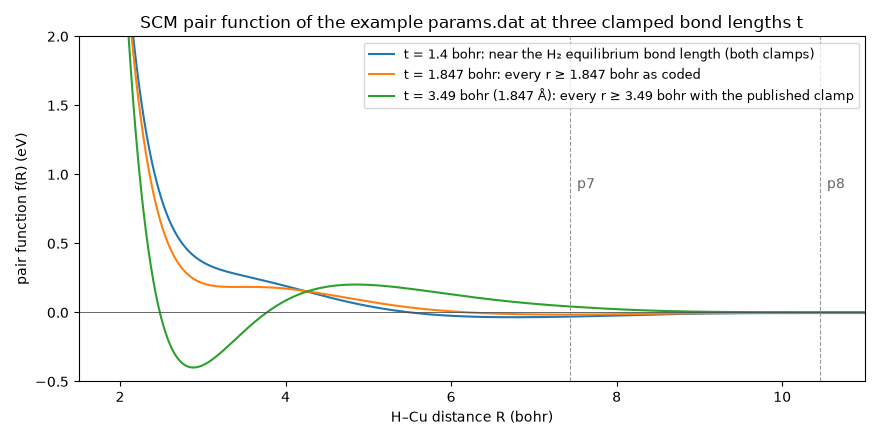 SCM pair function of the example params.dat at three clamped bond lengths t
t = 1.4 bohr: near the H₂ equilibrium bond length (both clamps)
t = 1.847 bohr: every r ≥ 1.847 bohr as coded
t = 3.49 bohr (1.847 Å): every r ≥ 3.49 bohr with the published clamp
p7
p8
pair function f(R) (eV)
2.0
1.5
1.0
0.5
0.0
−0.5
2
4
6
8
10
H–Cu distance R (bohr)